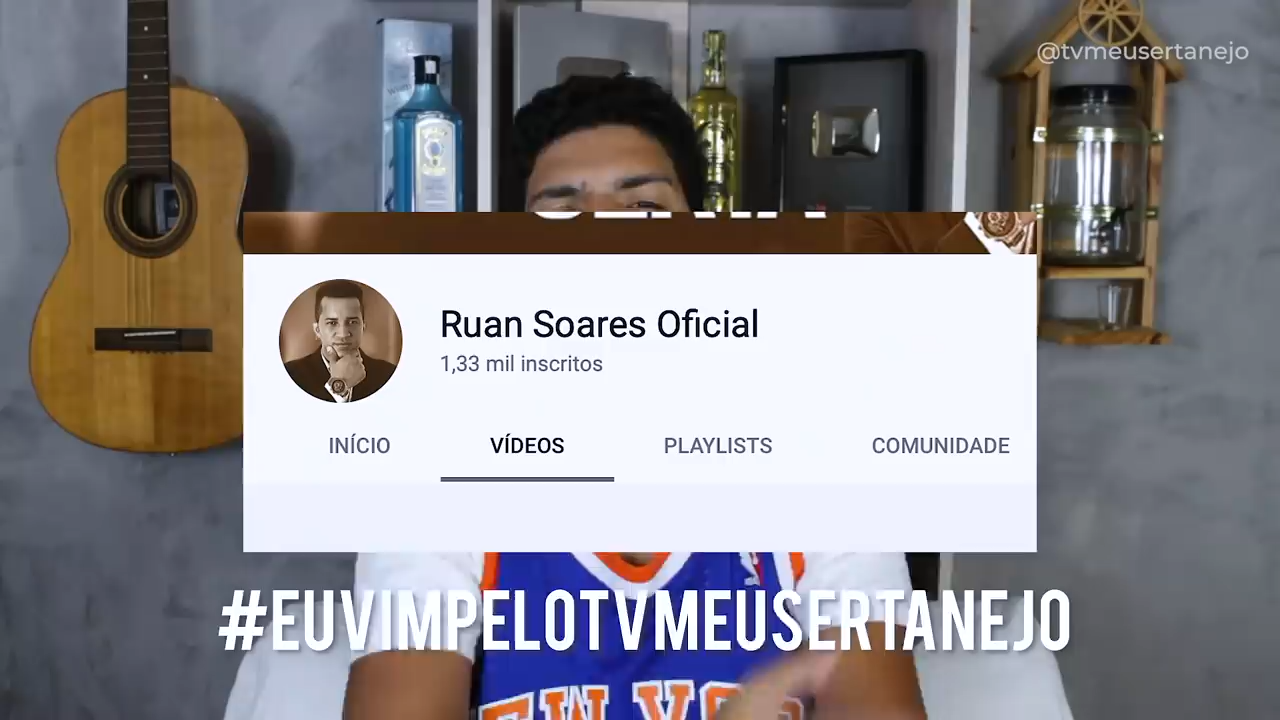 @tvmeusertanejo
Ruan Soares Oficial
1,33 mil inscritos
INÍCIO VÍDEOS PLAYLISTS COMUNIDADE
#EUVIMPELOTVMEUSERTANEJO